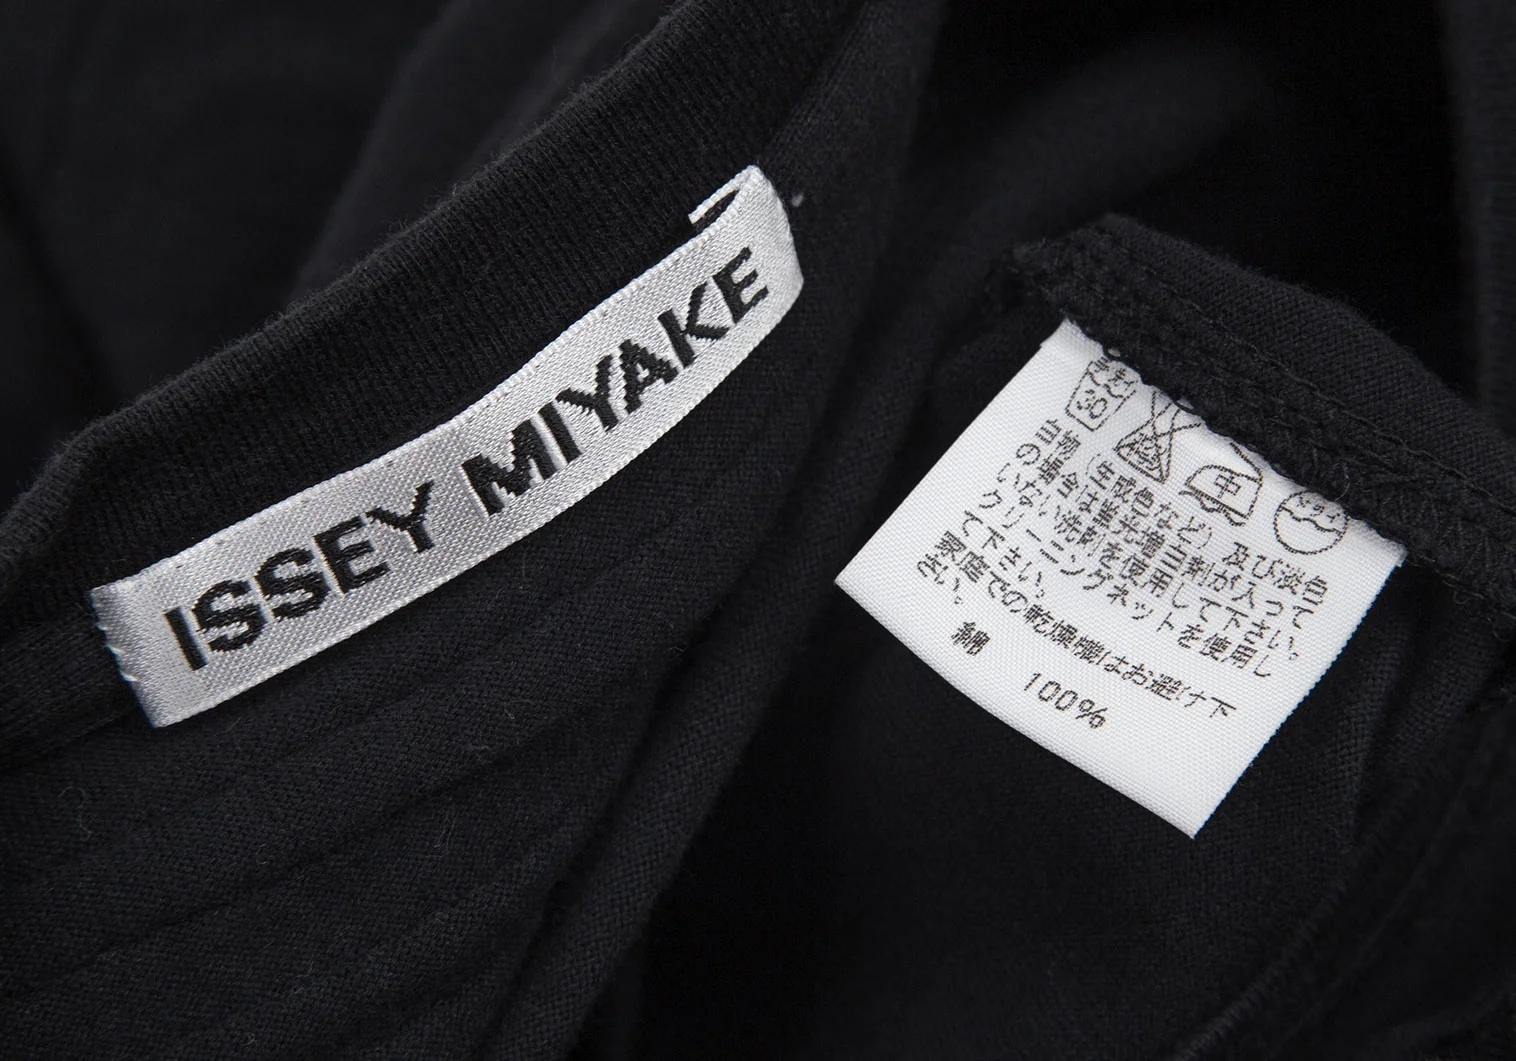 ISSEY MIYAKE
30
中
白物(生成色など)及び淡色
の場合は蛍光増白剤が入って
いない洗剤を使用して下さい。
クリーニングネットを使用し
て下さい。
家庭での乾燥機はお避け下
さい。
綿 100%